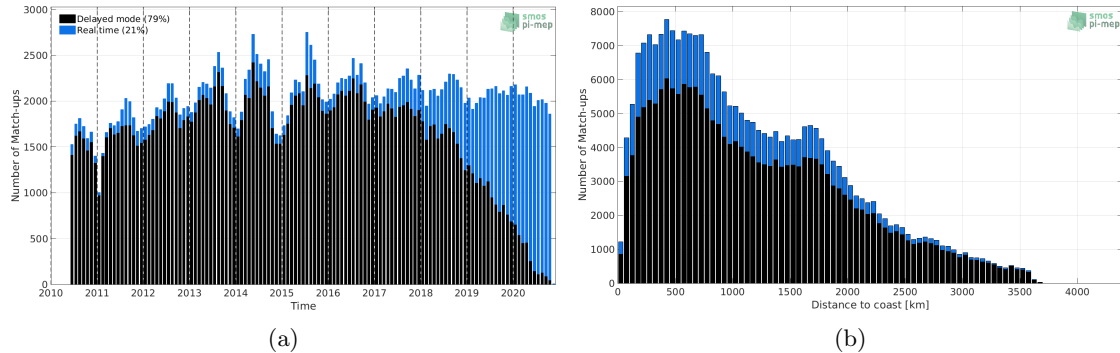 Delayed mode (79%)
Real time (21%)
smos
pi-mep
Number of Match-ups
3000
2500
2000
1500
1000
500
0
2010 2011 2012 2013 2014 2015 2016 2017 2018 2019 2020
Time
(a)
smos
pi-mep
Number of Match-ups
8000
7000
6000
5000
4000
3000
2000
1000
0
0 500 1000 1500 2000 2500 3000 3500 4000
Distance to coast [km]
(b)